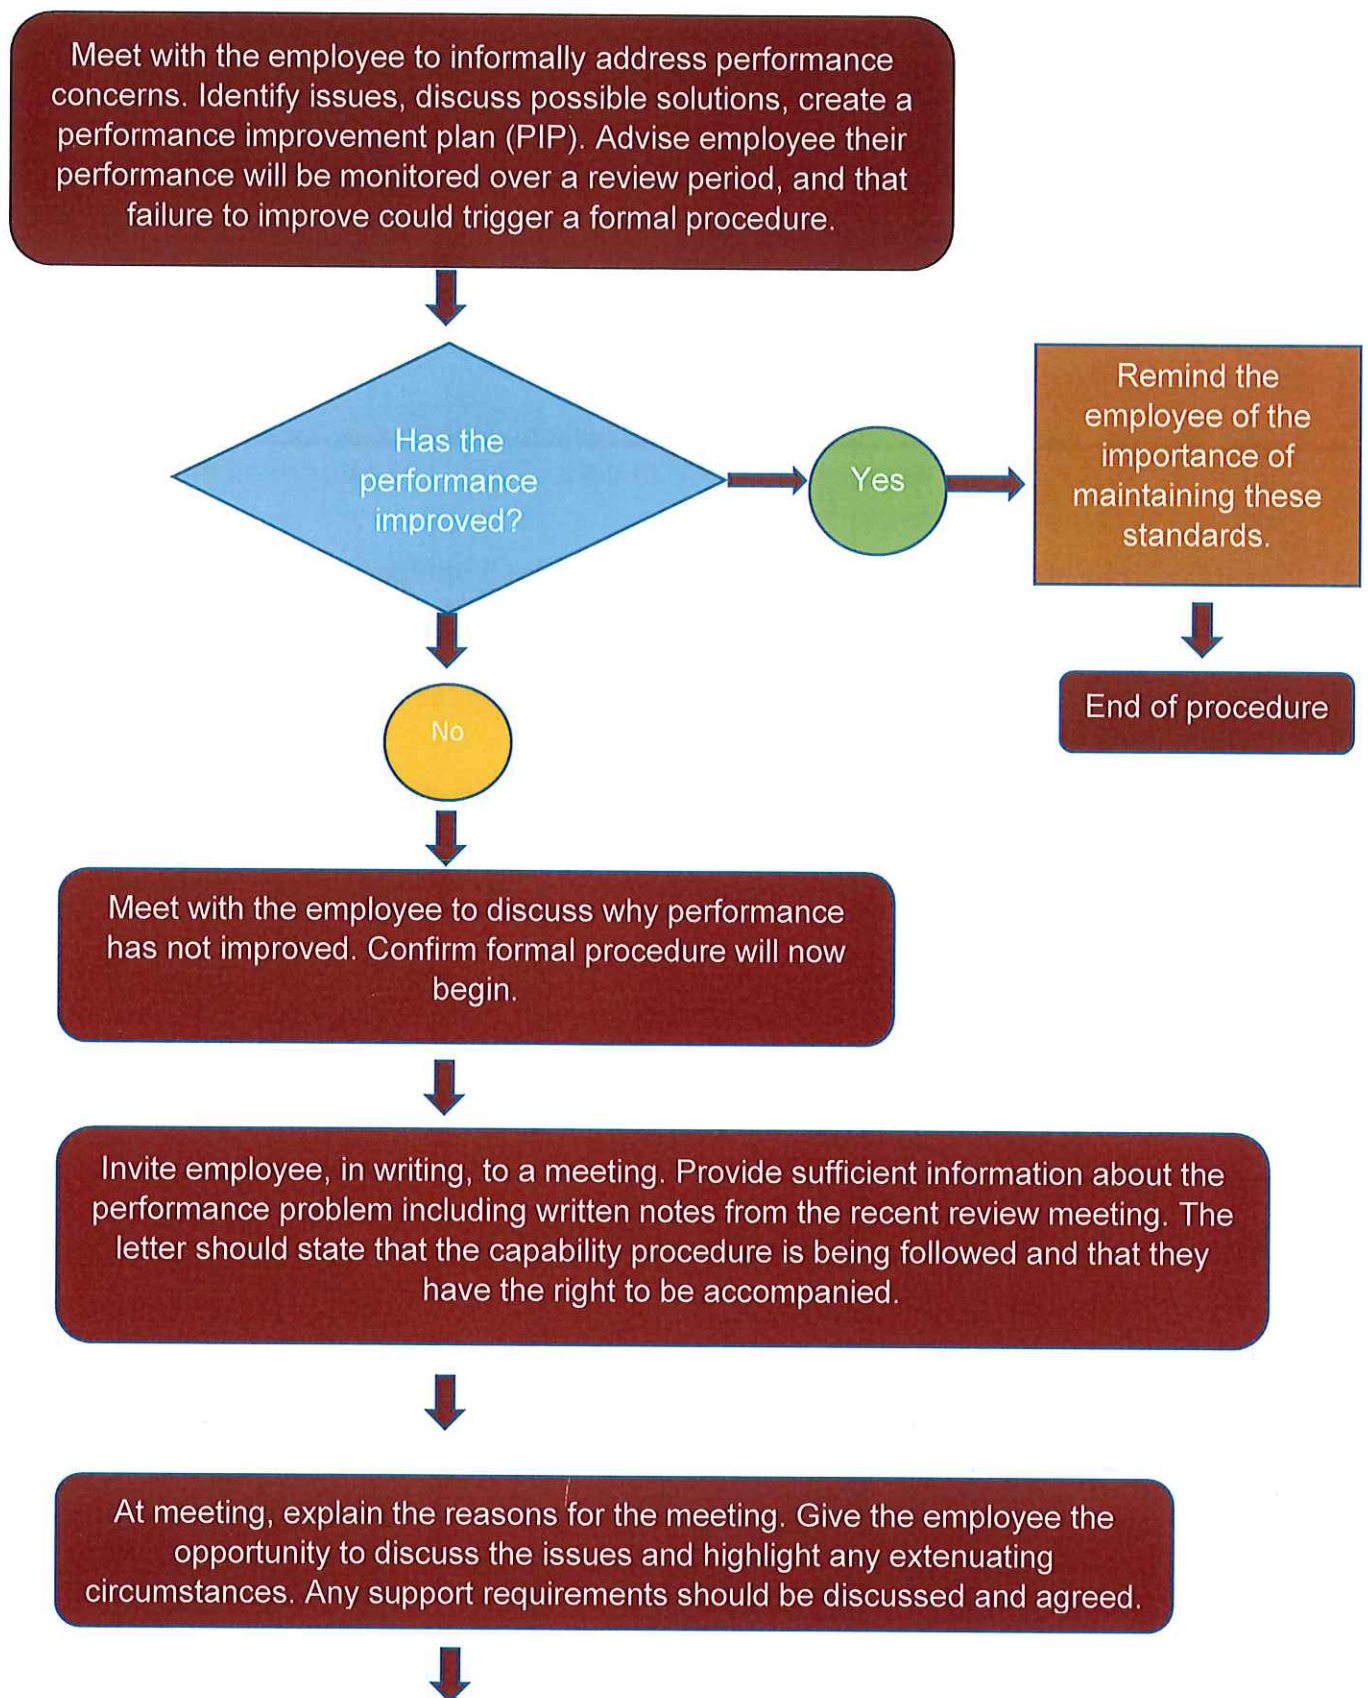 Meet with the employee to informally address performance
concerns. Identify issues, discuss possible solutions, create a
performance improvement plan (PIP). Advise employee their
performance will be monitored over a review period, and that
failure to improve could trigger a formal procedure.
Has the
performance
improved?
Yes
Remind the
employee of the
importance of
maintaining these
standards.
End of procedure
No
Meet with the employee to discuss why performance
has not improved. Confirm formal procedure will now
begin.
Invite employee, in writing, to a meeting. Provide sufficient information about the
performance problem including written notes from the recent review meeting. The
letter should state that the capability procedure is being followed and that they
have the right to be accompanied.
At meeting, explain the reasons for the meeting. Give the employee the
opportunity to discuss the issues and highlight any extenuating
circumstances. Any support requirements should be discussed and agreed.